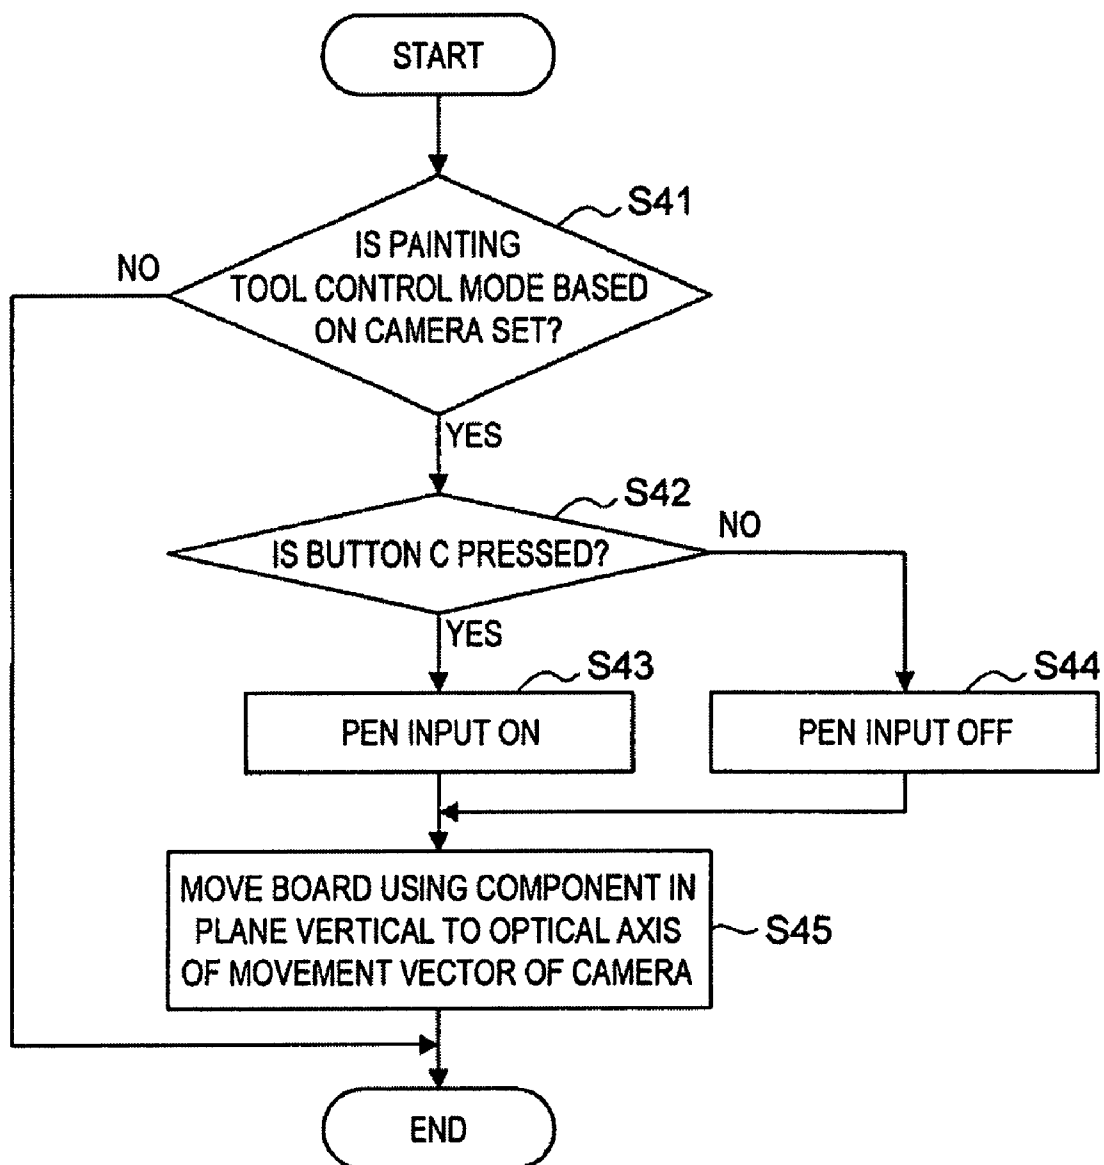 START
S41
IS PAINTING
TOOL CONTROL MODE BASED
ON CAMERA SET?
NO
YES
S42
IS BUTTON C PRESSED?
NO
YES
S43
PEN INPUT ON
S44
PEN INPUT OFF
MOVE BOARD USING COMPONENT IN
PLANE VERTICAL TO OPTICAL AXIS
OF MOVEMENT VECTOR OF CAMERA
S45
END